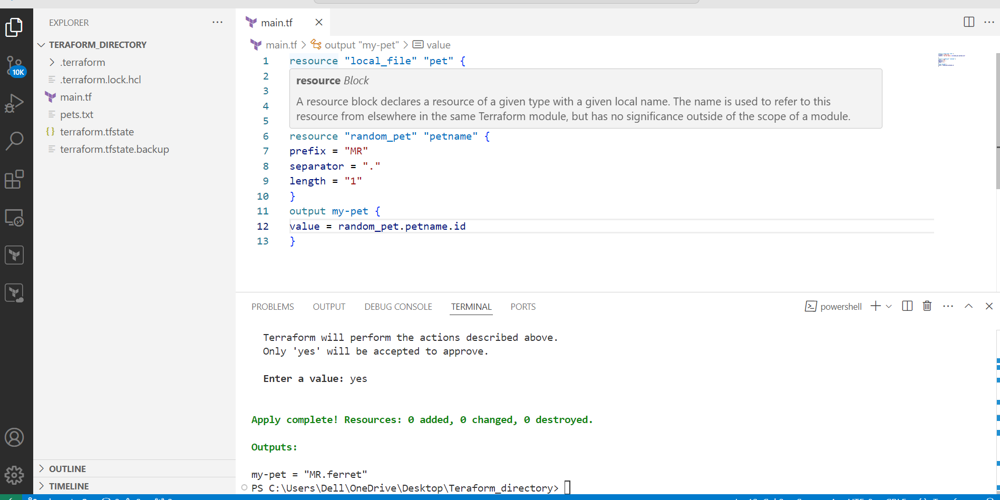 EXPLORER
TERAFORM_DIRECTORY
.terraform
.terraform.lock.hcl
main.tf
pets.txt
{} terraform.tfstate
terraform.tfstate.backup
OUTLINE
TIMELINE
10K
main.tf
main.tf > output "my-pet" > value
1 resource "local_file" "pet" {
2
3
4
5
resource Block
A resource block declares a resource of a given type with a given local name. The name is used to refer to this
resource from elsewhere in the same Terraform module, but has no significance outside of the scope of a module.
6 resource "random_pet" "petname" {
7 prefix = "MR"
8 separator = "."
9 length = "1"
10 }
11 output my-pet {
12 value = random_pet.petname.id
13 }
PROBLEMS OUTPUT DEBUG CONSOLE TERMINAL PORTS
powershell
Terraform will perform the actions described above.
Only 'yes' will be accepted to approve.
Enter a value: yes
Apply complete! Resources: 0 added, 0 changed, 0 destroyed.
Outputs:
my-pet = "MR.ferret"
PS C:\Users\Dell\OneDrive\Desktop\Teraform_directory>